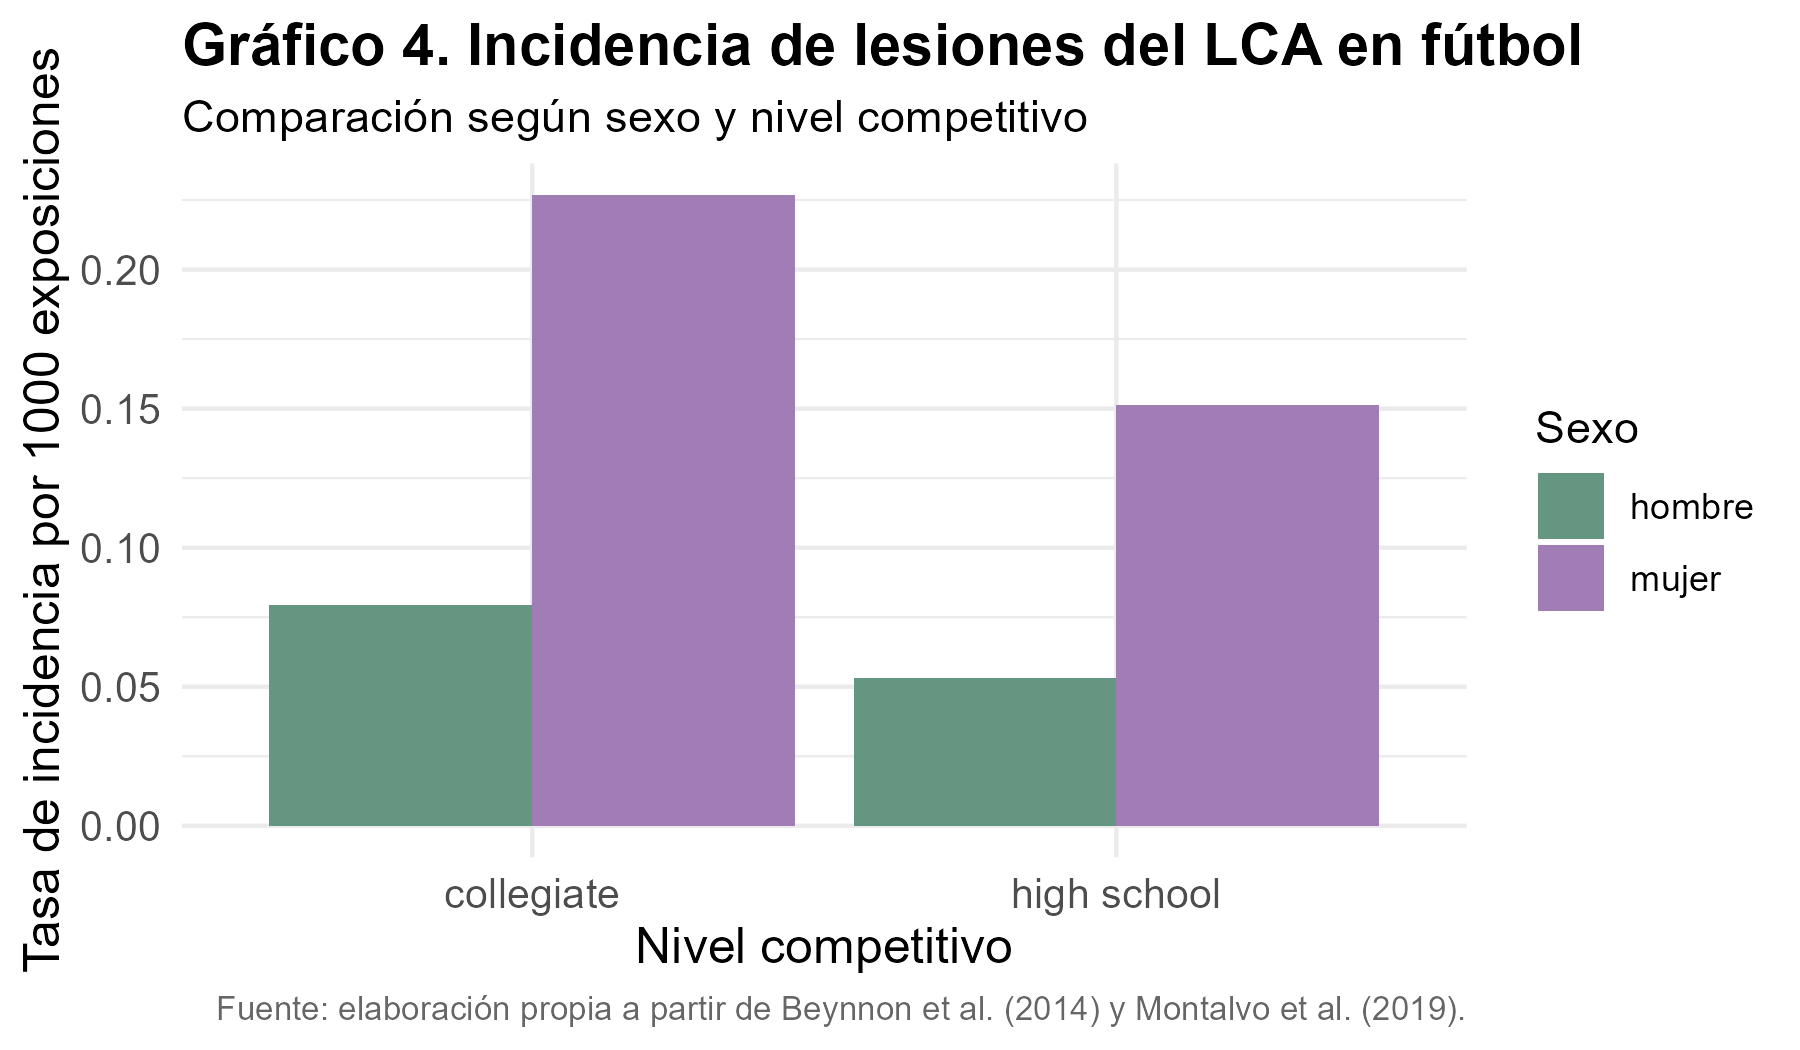 Gráfico 4. Incidencia de lesiones del LCA en fútbol
Comparación según sexo y nivel competitivo
Tasa de incidencia por 1000 exposiciones
0.20
0.15
0.10
0.05
0.00
collegiate
high school
Nivel competitivo
Sexo
hombre
mujer
Fuente: elaboración propia a partir de Beynnon et al. (2014) y Montalvo et al. (2019).